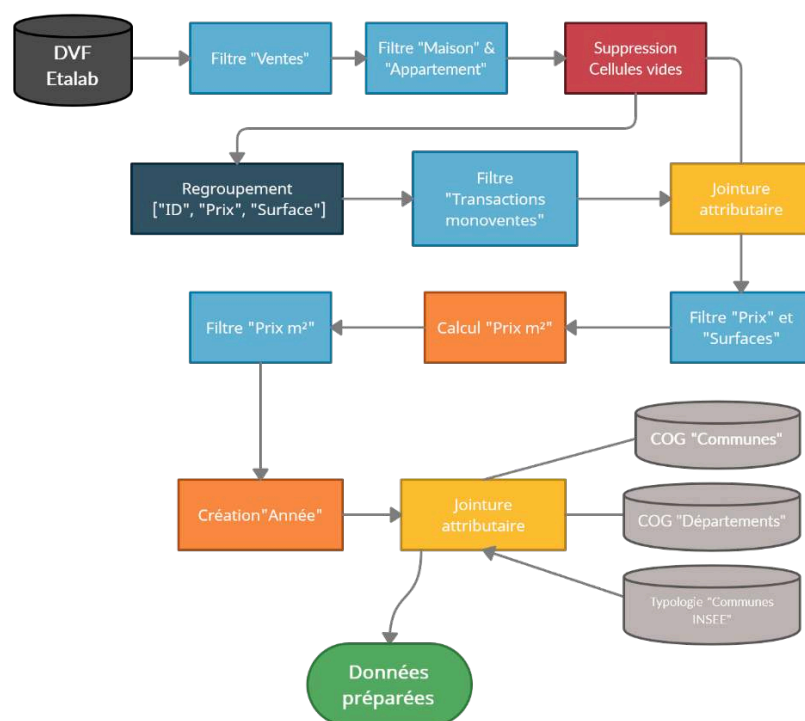 DVF
Etalab
Filtre "Ventes"
Filtre "Maison" &
"Appartement"
Suppression
Cellules vides
Regroupement
["ID", "Prix", "Surface"]
Filtre
"Transactions
monoventes"
Jointure
attributaire
Filtre "Prix m²"
Calcul "Prix m²"
Filtre "Prix" et
"Surfaces"
COG "Communes"
Création"Année"
Jointure
attributaire
COG "Départements"
Typologie "Communes
INSEE"
Données
préparées